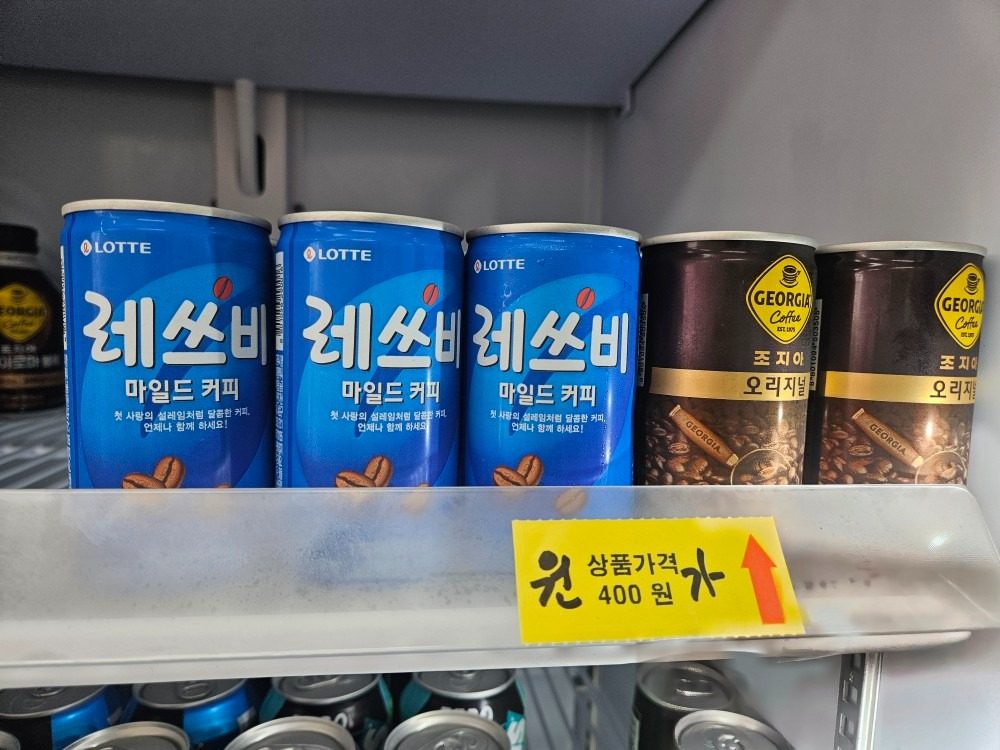 LOTTE
레쓰비
마일드 커피
첫 사랑의 설레임처럼 달콤한 커피,
언제나 함께 하세요!
LOTTE
레쓰비
마일드 커피
첫 사랑의 설레임처럼 달콤한 커피,
언제나 함께 하세요!
LOTTE
레쓰비
마일드 커피
첫 사랑의 설레임처럼 달콤한 커피,
언제나 함께 하세요!
GEORGIA
Coffee
조지아
오리지널
GEORGIA
GEORGIA
Coffee
조지아
오리지널
GEORGIA
Coffee
원 상품가격 가
400 원